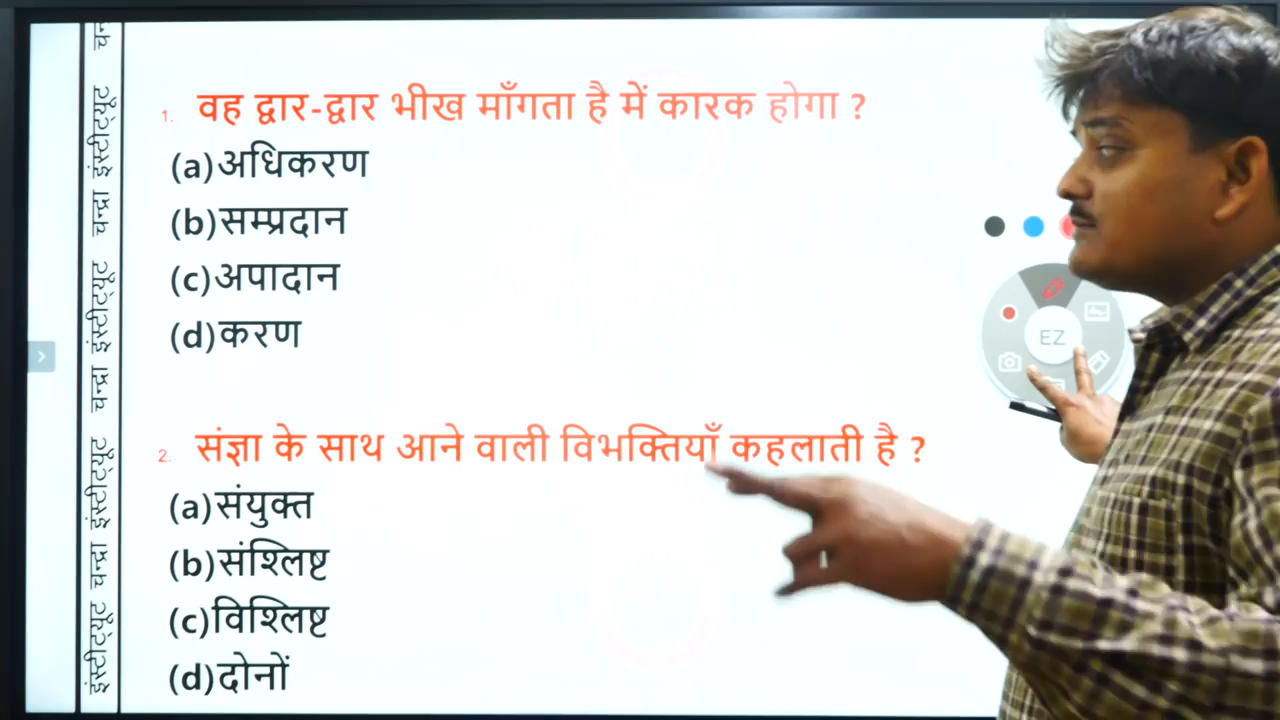 1. वह द्वार-द्वार भीख माँगता है में कारक होगा ?
(a)अधिकरण
(b)सम्प्रदान
(c)अपादान
(d)करण
2. संज्ञा के साथ आने वाली विभक्तियाँ कहलाती है ?
(a)संयुक्त
(b)संश्लिष्ट
(c)विश्लिष्ट
(d)दोनों
इंस्टीट्यूट चन्द्रा इंस्टीट्यूट चन्द्रा इंस्टीट्यूट चन्द्रा इंस्टीट्यूट
EZ